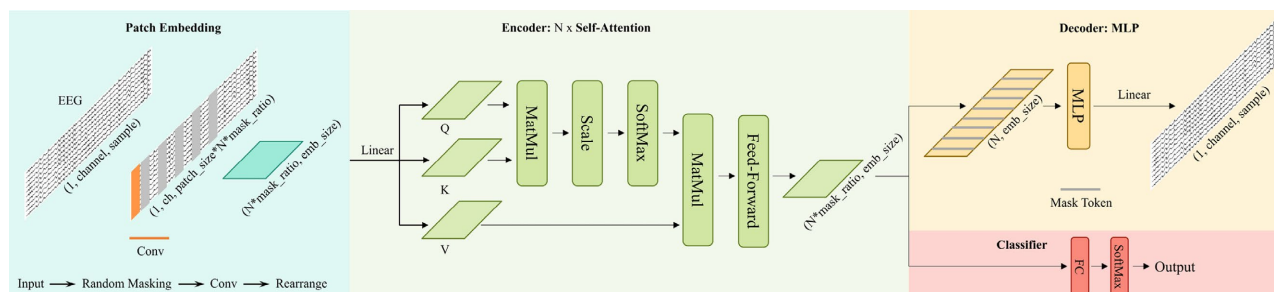 Patch Embedding
EEG
(1, channel, sample)
(1, ch, patch_size*N*mask_ratio)
(N*mask_ratio, emb_size)
Conv
Input Random Masking Conv Rearrange
Encoder: N x Self-Attention
Linear
Q
K
V
MatMul
Scale
SoftMax
MatMul
Feed-Forward
(N*mask_ratio, emb_size)
Decoder: MLP
(N, emb_size)
MLP
Linear
(1, channel, sample)
Mask Token
Classifier
FC
SoftMax
Output